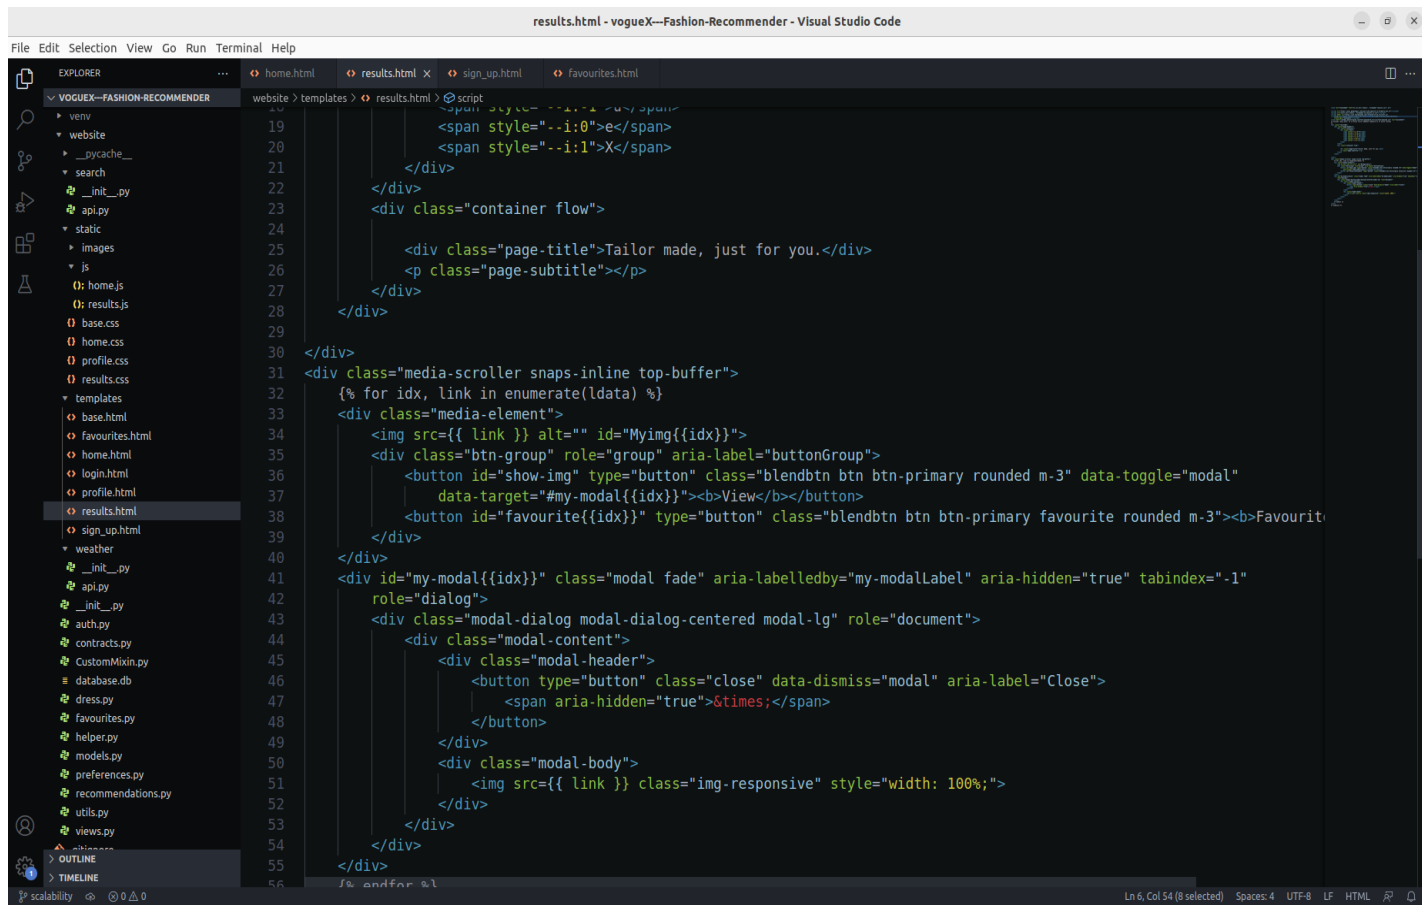 results.html - vogueX---Fashion-Recommender - Visual Studio Code
File Edit Selection View Go Run Terminal Help
EXPLORER
VOGUEX---FASHION-RECOMMENDER
venv
website
__pycache__
search
__init__.py
api.py
static
images
js
home.js
results.js
base.css
home.css
profile.css
results.css
templates
base.html
favourites.html
home.html
login.html
profile.html
results.html
sign_up.html
weather
__init__.py
api.py
__init__.py
auth.py
contracts.py
CustomMixin.py
database.db
dress.py
favourites.py
helper.py
models.py
preferences.py
recommendations.py
utils.py
views.py
.gitignore
OUTLINE
TIMELINE
home.html results.html sign_up.html favourites.html
website > templates > results.html > script
18 <span style="--i:-1">u</span>
19 <span style="--i:0">e</span>
20 <span style="--i:1">X</span>
21 </div>
22 </div>
23 <div class="container flow">
24
25 <div class="page-title">Tailor made, just for you.</div>
26 <p class="page-subtitle"></p>
27 </div>
28 </div>
29
30 </div>
31 <div class="media-scroller snaps-inline top-buffer">
32 {% for idx, link in enumerate(ldata) %}
33 <div class="media-element">
34 <img src={{ link }} alt="" id="Myimg{{idx}}">
35 <div class="btn-group" role="group" aria-label="buttonGroup">
36 <button id="show-img" type="button" class="blendbtn btn btn-primary rounded m-3" data-toggle="modal"
37 data-target="#my-modal{{idx}}"><b>View</b></button>
38 <button id="favourite{{idx}}" type="button" class="blendbtn btn btn-primary favourite rounded m-3"><b>Favourit
39 </div>
40 </div>
41 <div id="my-modal{{idx}}" class="modal fade" aria-labelledby="my-modalLabel" aria-hidden="true" tabindex="-1"
42 role="dialog">
43 <div class="modal-dialog modal-dialog-centered modal-lg" role="document">
44 <div class="modal-content">
45 <div class="modal-header">
46 <button type="button" class="close" data-dismiss="modal" aria-label="Close">
47 <span aria-hidden="true">&times;</span>
48 </button>
49 </div>
50 <div class="modal-body">
51 <img src={{ link }} class="img-responsive" style="width: 100%;">
52 </div>
53 </div>
54 </div>
55 </div>
56 {% endfor %}
1
scalability 0 0 Ln 6, Col 54 (8 selected) Spaces: 4 UTF-8 LF HTML